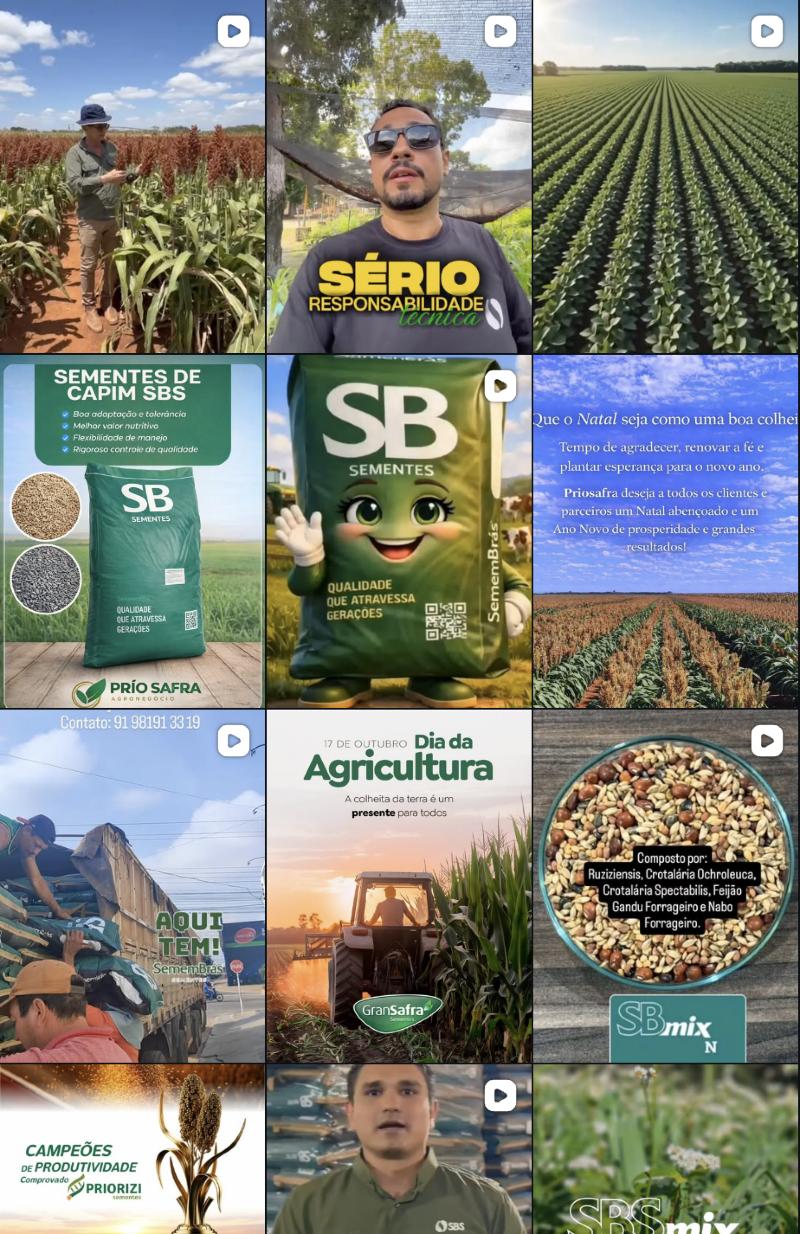 SÉRIO
RESPONSABILIDADE
técnica
SEMENTES DE
CAPIM SBS
Boa adaptação e tolerância
Melhor valor nutritivo
Flexibilidade de manejo
Rigoroso controle de qualidade
SB
SEMENTES
QUALIDADE
QUE ATRAVESSA
GERAÇÕES
PRÍO SAFRA
AGRONEGÓCIO
SB
SEMENTES
QUALIDADE
QUE ATRAVESSA
GERAÇÕES
SememBrás
Que o Natal seja como uma boa colhei
Tempo de agradecer, renovar a fé e
plantar esperança para o novo ano.
Priosafra deseja a todos os clientes e
parceiros um Natal abençoado e um
Ano Novo de prosperidade e grandes
resultados!
Contato: 91 98191 33 19
AQUI
TEM!
SememBrás
17 DE OUTUBRO Dia da
Agricultura
A colheita da terra é um
presente para todos
GranSafra
Sementes
Composto por:
Ruziziensis, Crotalária Ochroleuca,
Crotalária Spectabilis, Feijão
Gandu Forrageiro e Nabo
Forrageiro.
SBmix
N
CAMPEÕES
DE PRODUTIVIDADE
Comprovado
PRIORIZI
sementes
SBS
SBSmix